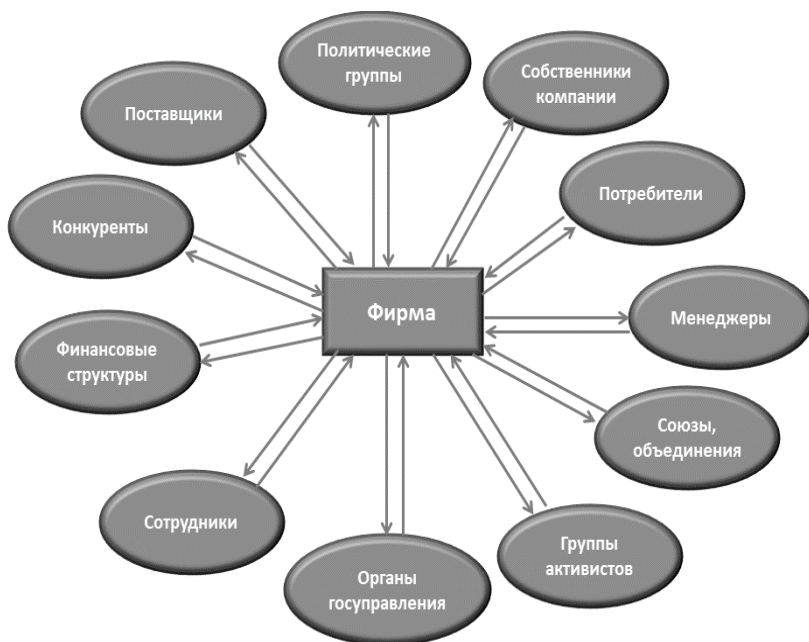 Политические
группы
Собственники
компании
Поставщики
Потребители
Конкуренты
Фирма
Менеджеры
Финансовые
структуры
Союзы,
объединения
Сотрудники
Группы
активистов
Органы
госуправления